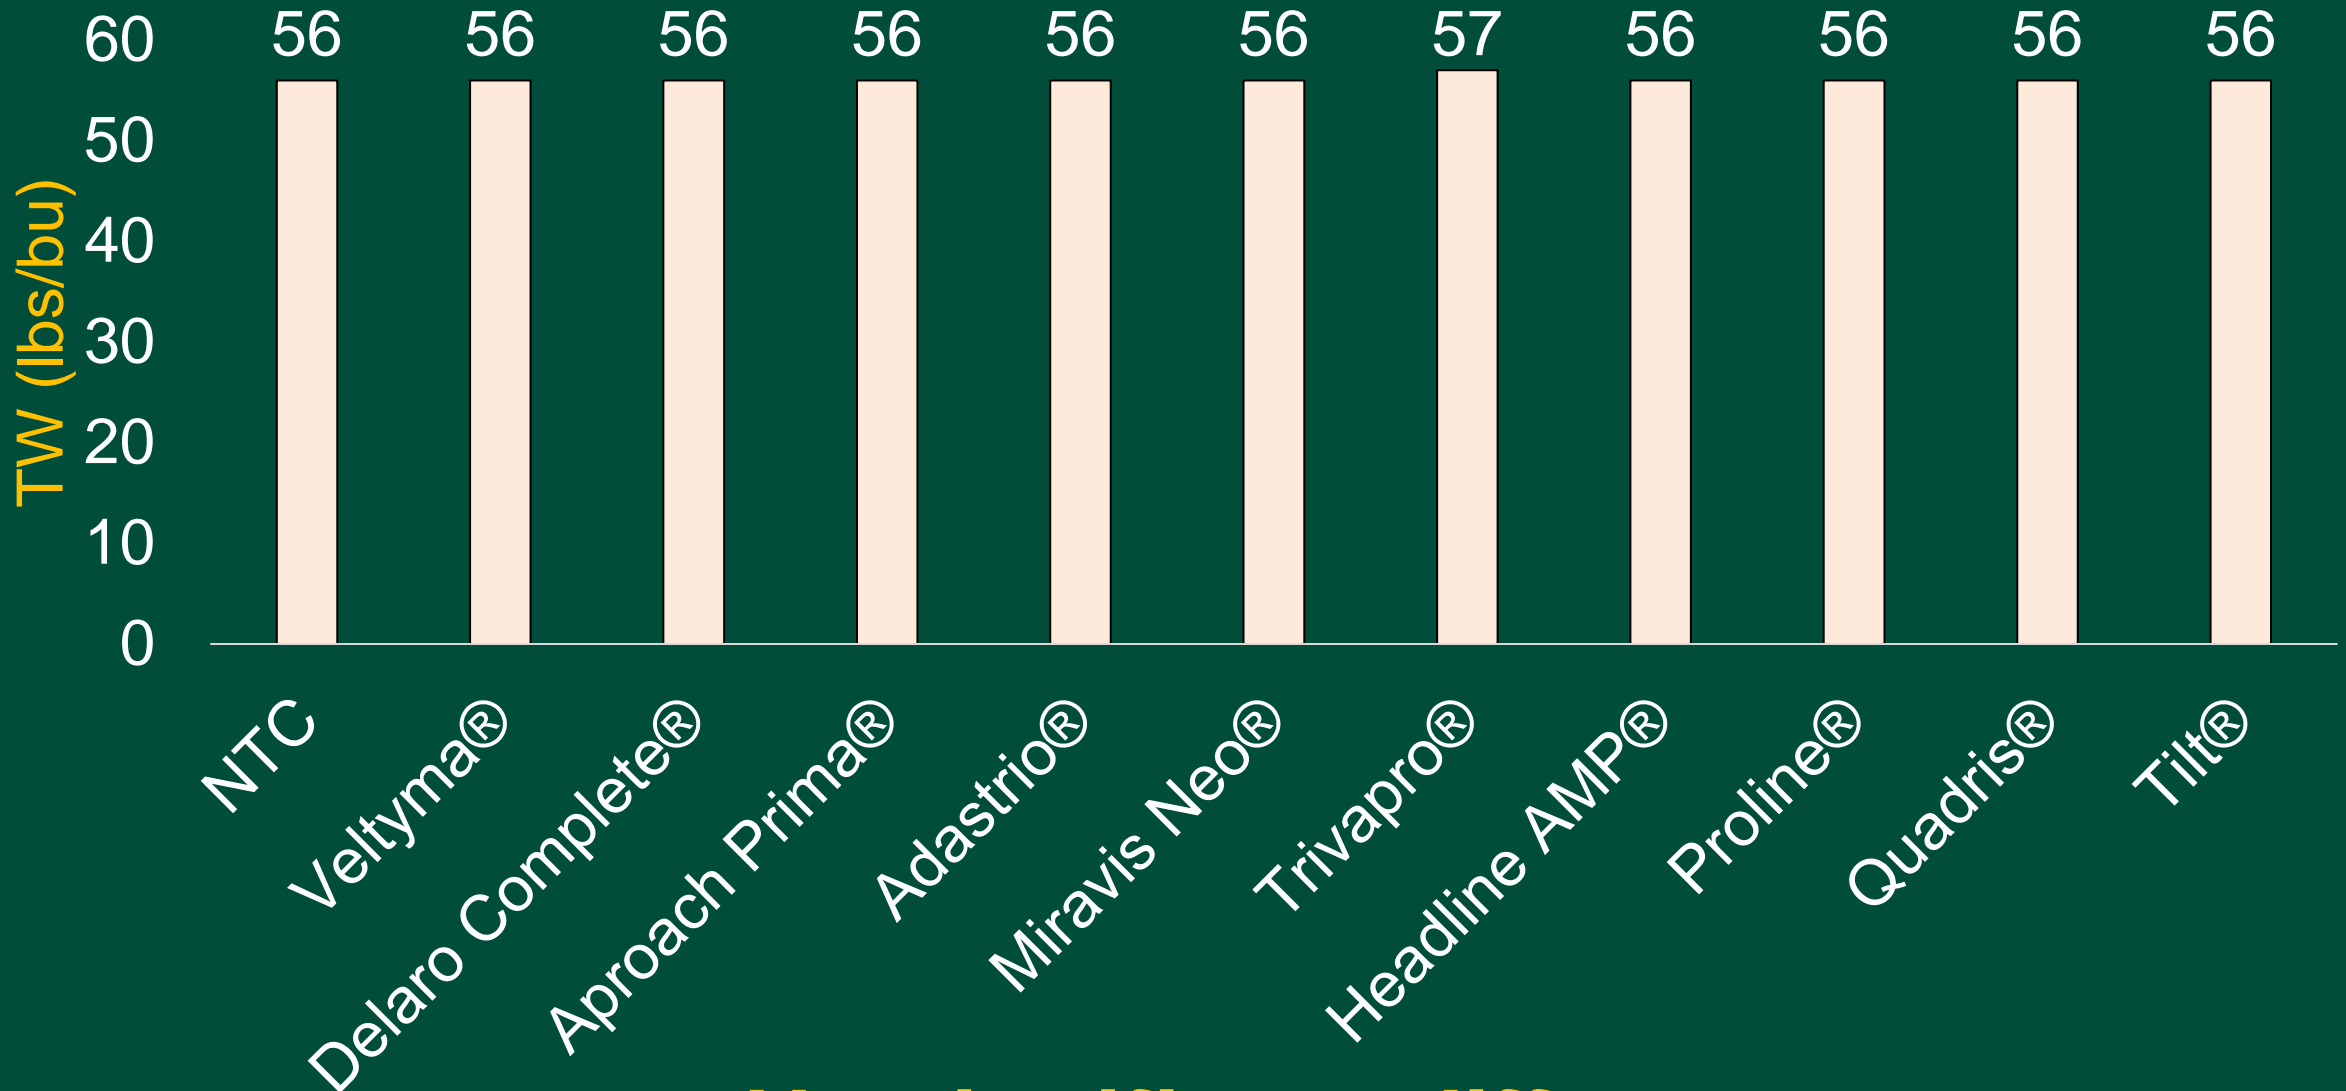 56 56 56 56 56 56 57 56 56 56 56
60
50
40
30
20
10
0
TW (lbs/bu)
NTC
Veltyma®
Delaro Complete®
Aproach Prima®
Adastrio®
Miravis Neo®
Trivapro®
Headline AMP®
Proline®
Quadris®
Tilt®